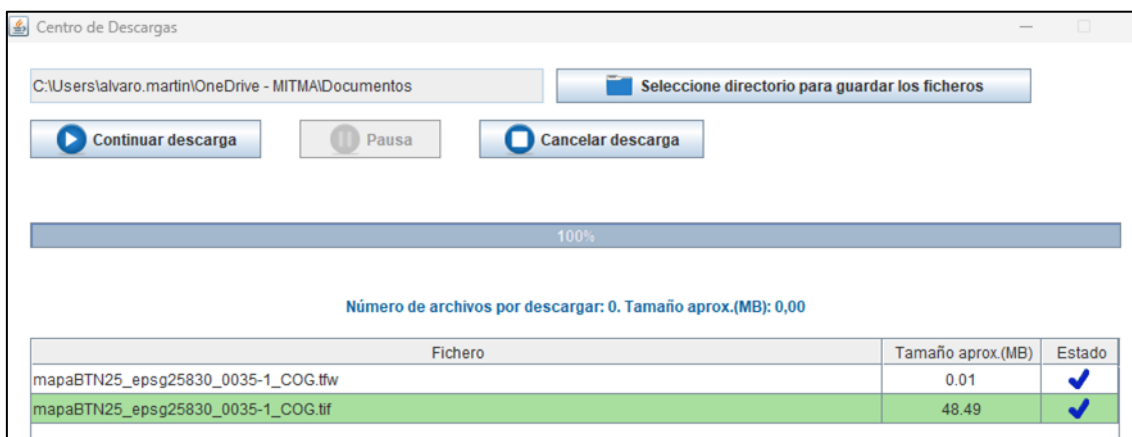 Centro de Descargas
C:\Users\alvaro.martin\OneDrive - MITMA\Documentos Seleccione directorio para guardar los ficheros
Continuar descarga Pausa Cancelar descarga
100%
Número de archivos por descargar: 0. Tamaño aprox.(MB): 0,00
Fichero Tamaño aprox.(MB) Estado
mapaBTN25_epsg25830_0035-1_COG.tfw 0.01
mapaBTN25_epsg25830_0035-1_COG.tif 48.49